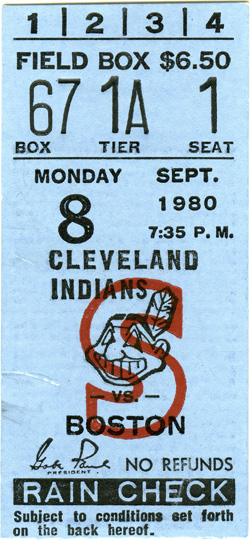 1 | 2 | 3 | 4
FIELD BOX $6.50
67 1A 1
BOX TIER SEAT
MONDAY SEPT.
8 1980
7:35 P. M.
CLEVELAND
INDIANS
S
— VS. —
BOSTON
Gabe Paul
PRESIDENT
NO REFUNDS
RAIN CHECK
Subject to conditions set forth
on the back hereof.